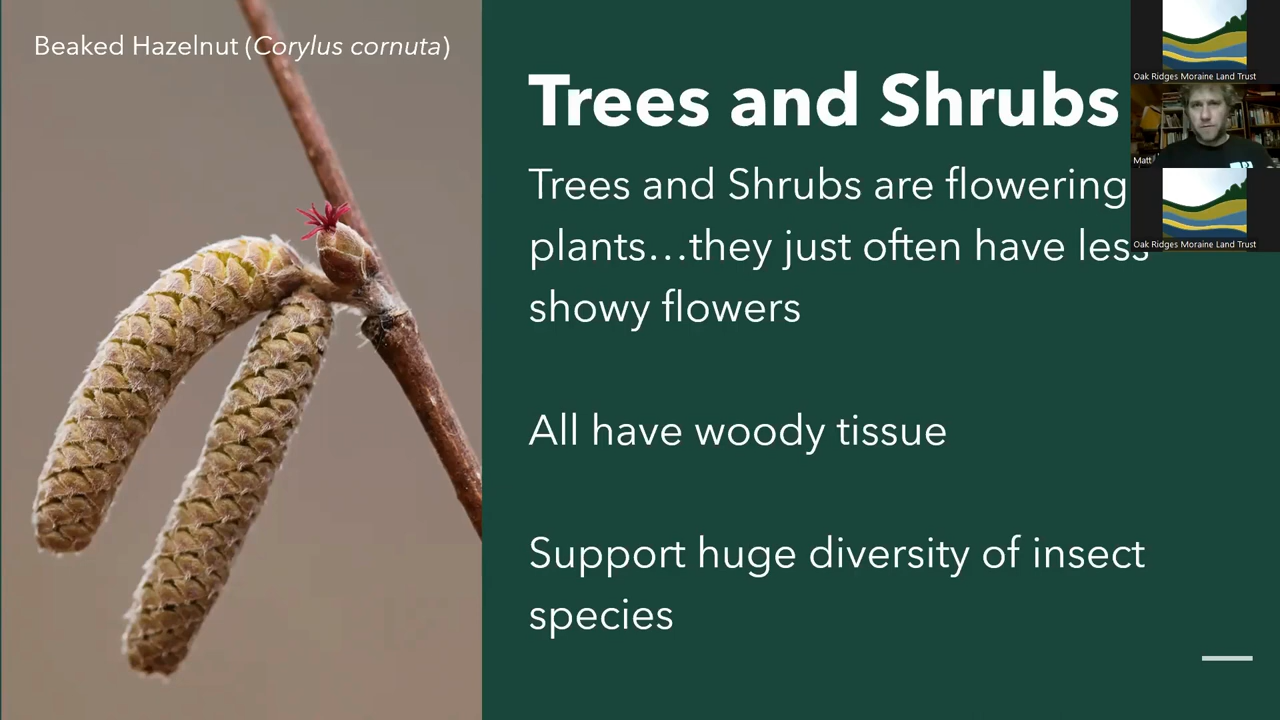 Beaked Hazelnut (Corylus cornuta)
Trees and Shrubs
Trees and Shrubs are flowering
plants…they just often have less
showy flowers
All have woody tissue
Support huge diversity of insect
species
Oak Ridges Moraine Land Trust
Matt
Oak Ridges Moraine Land Trust